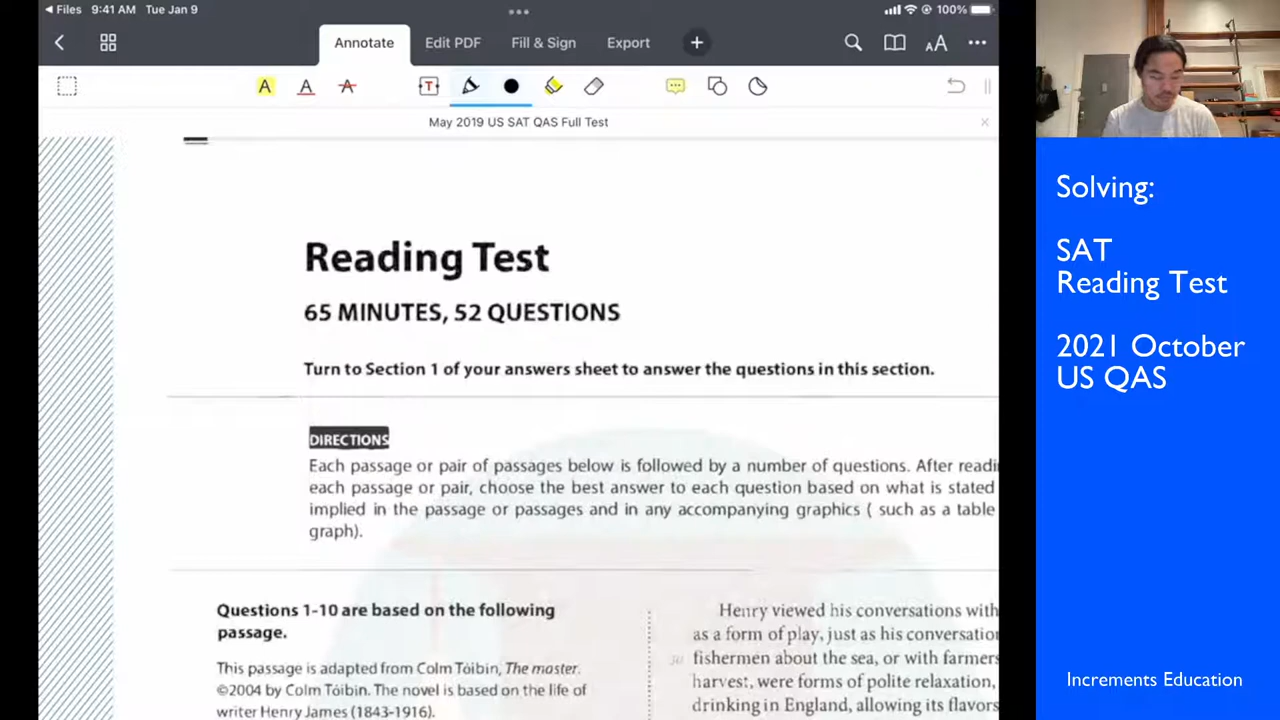 Files 9:41 AM Tue Jan 9
100%
Annotate
Edit PDF
Fill & Sign
Export
AA
A
A
A
T
May 2019 US SAT QAS Full Test
Reading Test
65 MINUTES, 52 QUESTIONS
Turn to Section 1 of your answers sheet to answer the questions in this section.
DIRECTIONS
Each passage or pair of passages below is followed by a number of questions. After readi
each passage or pair, choose the best answer to each question based on what is stated
implied in the passage or passages and in any accompanying graphics ( such as a table
graph).
Questions 1-10 are based on the following
passage.
This passage is adapted from Colm Tóibín, The master.
©2004 by Colm Tóibín. The novel is based on the life of
writer Henry James (1843-1916).
Henry viewed his conversations with
as a form of play, just as his conversation
30 fishermen about the sea, or with farmers
harvest, were forms of polite relaxation,
drinking in England, allowing its flavors
Solving:
SAT
Reading Test
2021 October
US QAS
Increments Education